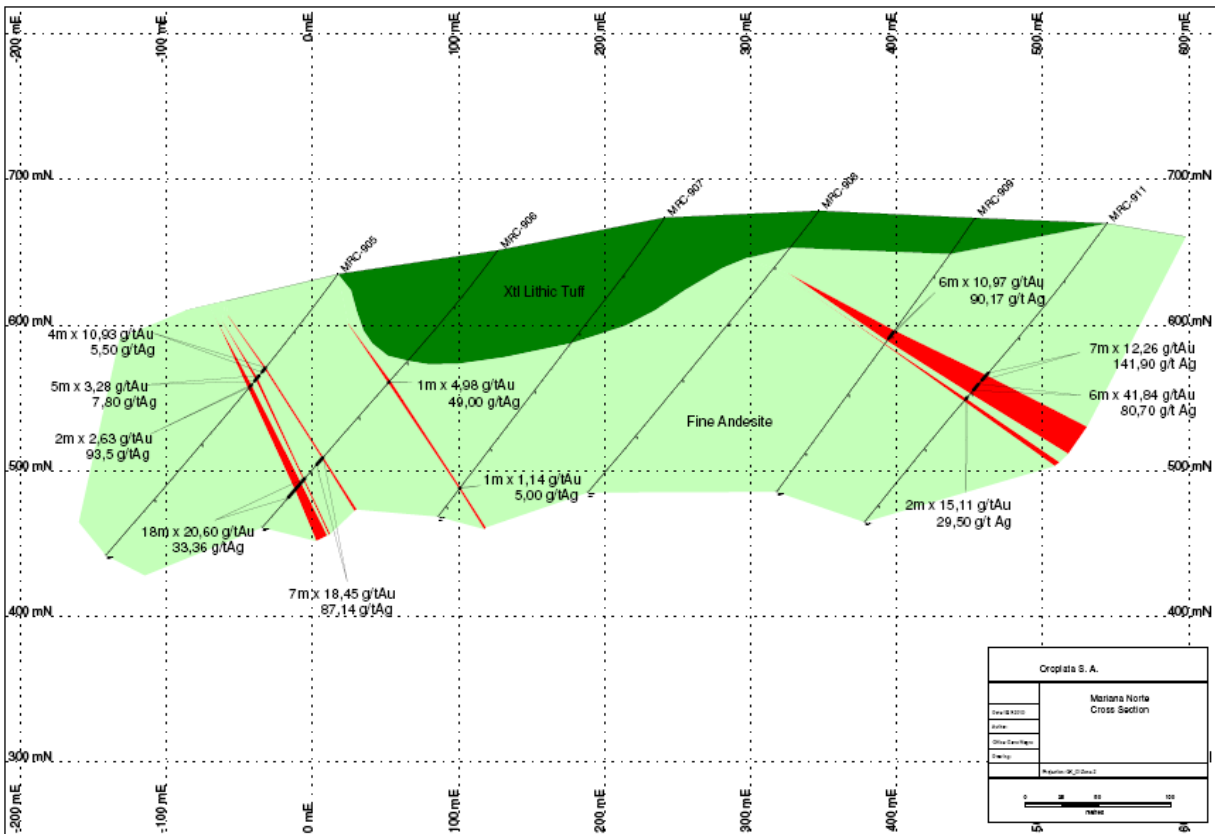 -200 mE
-100 mE
0 mE
100 mE
200 mE
300 mE
400 mE
500 mE
600 mE
700 mN
700 mN
MRC-905
MRC-906
MRC-907
MRC-908
MRC-909
MRC-911
Xtl Lithic Tuff
6m x 10,97 g/tAu
90,17 g/t Ag
600 mN
600 mN
4m x 10,93 g/tAu
5,50 g/tAg
7m x 12,26 g/tAu
141,90 g/t Ag
5m x 3,28 g/tAu
7,80 g/tAg
1m x 4,98 g/tAu
49,00 g/tAg
6m x 41,84 g/tAu
80,70 g/t Ag
Fine Andesite
2m x 2,63 g/tAu
93,5 g/tAg
500 mN
500 mN
1m x 1,14 g/tAu
5,00 g/tAg
2m x 15,11 g/tAu
29,50 g/t Ag
18m x 20,60 g/tAu
33,36 g/tAg
7m x 18,45 g/tAu
87,14 g/tAg
400 mN
400 mN
Oroplata S. A.
Mariana Norte
Cross Section
300 mN
0 25 50 100
metres
-200 mE
-100 mE
0 mE
100 mE
200 mE
300 mE
400 mE